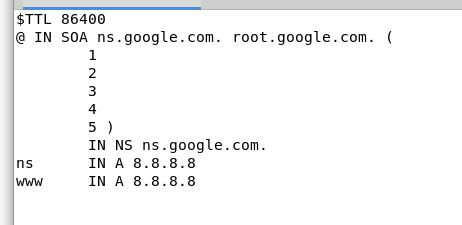 $TTL 86400
@ IN SOA ns.google.com. root.google.com. (
        1
        2
        3
        4
        5 )
        IN NS ns.google.com.
ns      IN A 8.8.8.8
www     IN A 8.8.8.8